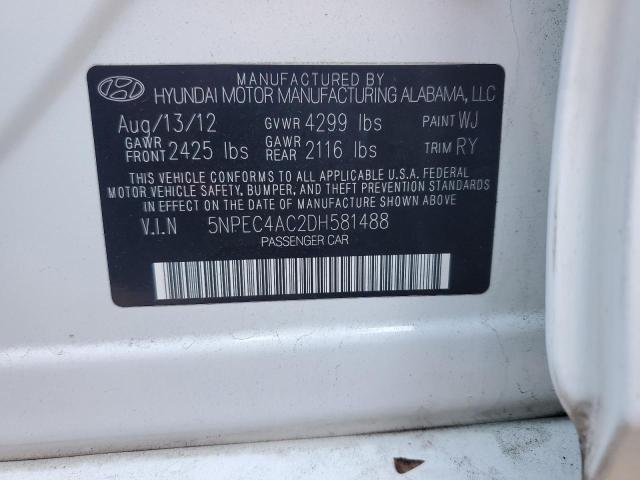 MANUFACTURED BY
HYUNDAI MOTOR MANUFACTURING ALABAMA, LLC
Aug/13/12 GVWR 4299 lbs PAINT WJ
GAWR FRONT 2425 lbs GAWR REAR 2116 lbs TRIM RY
THIS VEHICLE CONFORMS TO ALL APPLICABLE U.S.A. FEDERAL
MOTOR VEHICLE SAFETY, BUMPER, AND THEFT PREVENTION STANDARDS
IN EFFECT ON THE DATE OF MANUFACTURE SHOWN ABOVE.
V.I.N 5NPEC4AC2DH581488
PASSENGER CAR